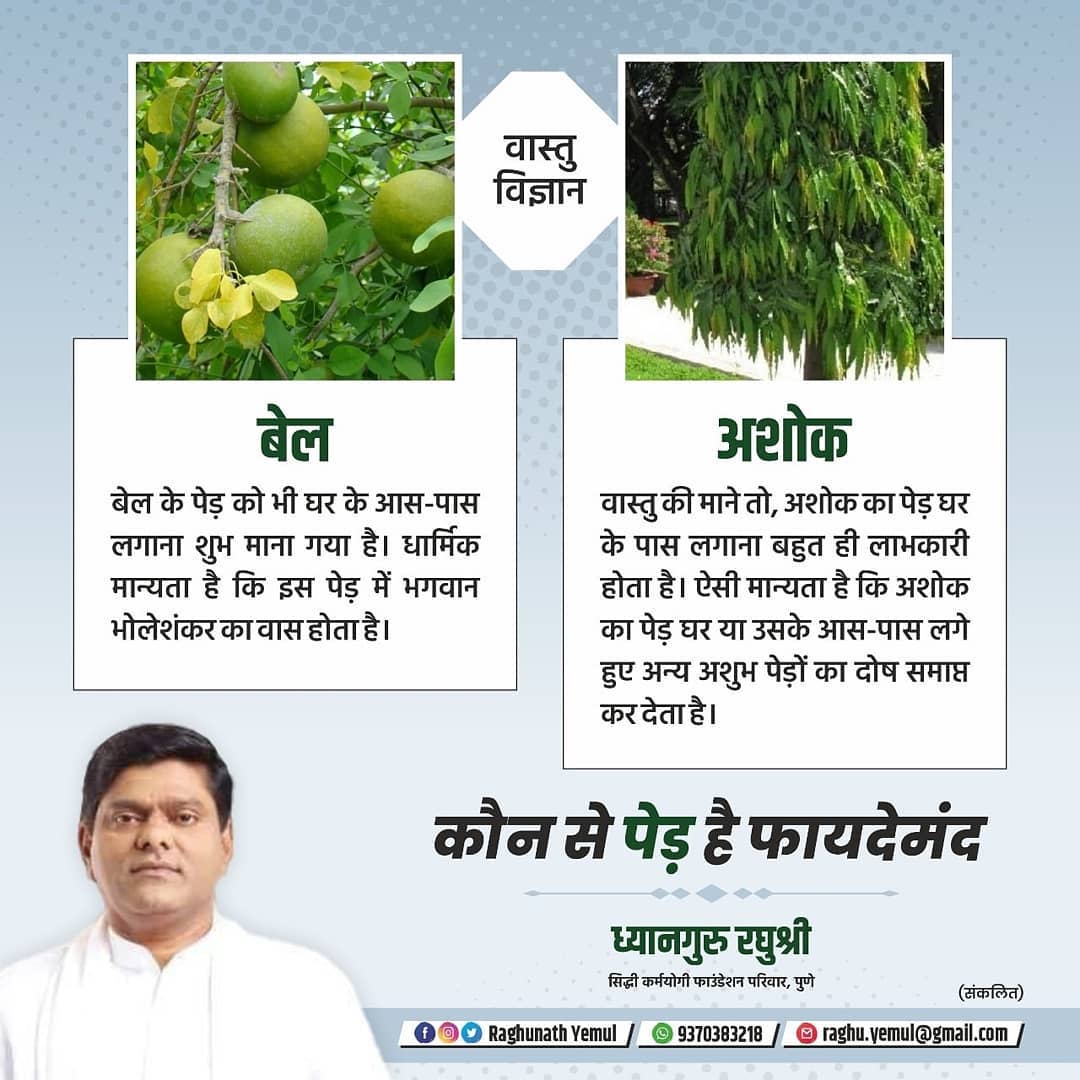 वास्तु
विज्ञान
बेल
बेल के पेड़ को भी घर के आस-पास
लगाना शुभ माना गया है। धार्मिक
मान्यता है कि इस पेड़ में भगवान
भोलेशंकर का वास होता है।
अशोक
वास्तु की माने तो, अशोक का पेड़ घर
के पास लगाना बहुत ही लाभकारी
होता है। ऐसी मान्यता है कि अशोक
का पेड़ घर या उसके आस-पास लगे
हुए अन्य अशुभ पेड़ों का दोष समाप्त
कर देता है।
कौन से पेड़ है फायदेमंद
ध्यानगुरु रघुश्री
सिद्धी कर्मयोगी फाउंडेशन परिवार, पुणे
(संकलित)
Raghunath Yemul / 9370383218 / raghu.yemul@gmail.com